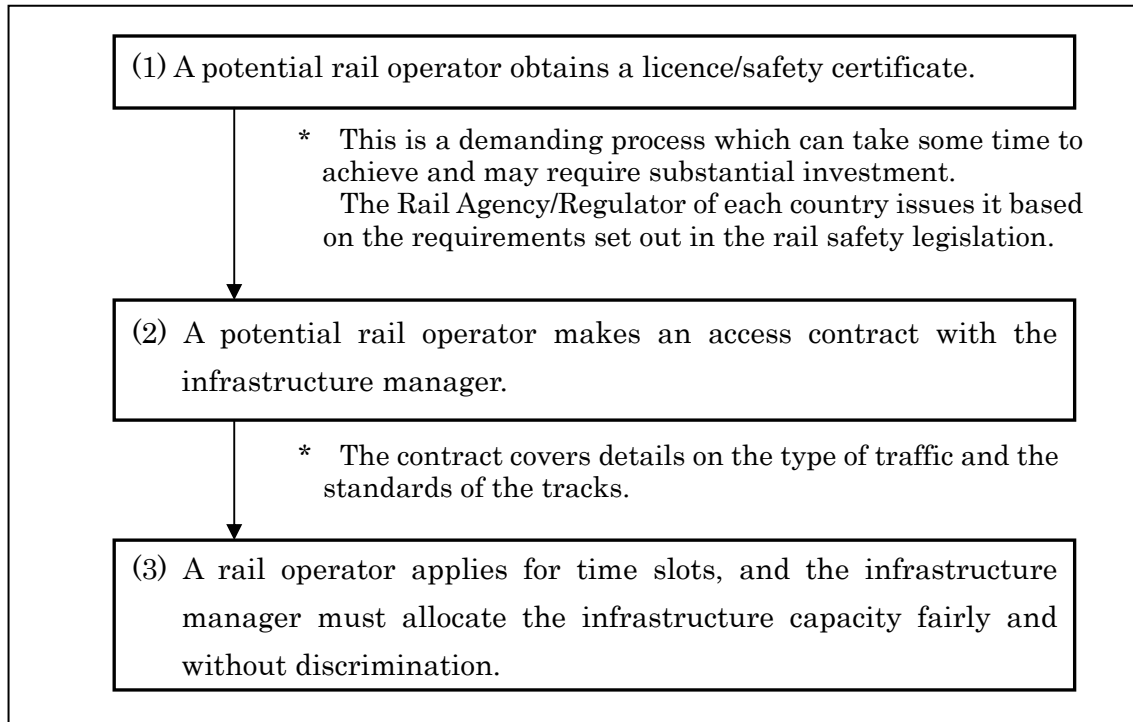 (1) A potential rail operator obtains a licence/safety certificate.
* This is a demanding process which can take some time to
achieve and may require substantial investment.
The Rail Agency/Regulator of each country issues it based
on the requirements set out in the rail safety legislation.
(2) A potential rail operator makes an access contract with the
infrastructure manager.
* The contract covers details on the type of traffic and the
standards of the tracks.
(3) A rail operator applies for time slots, and the infrastructure
manager must allocate the infrastructure capacity fairly and
without discrimination.